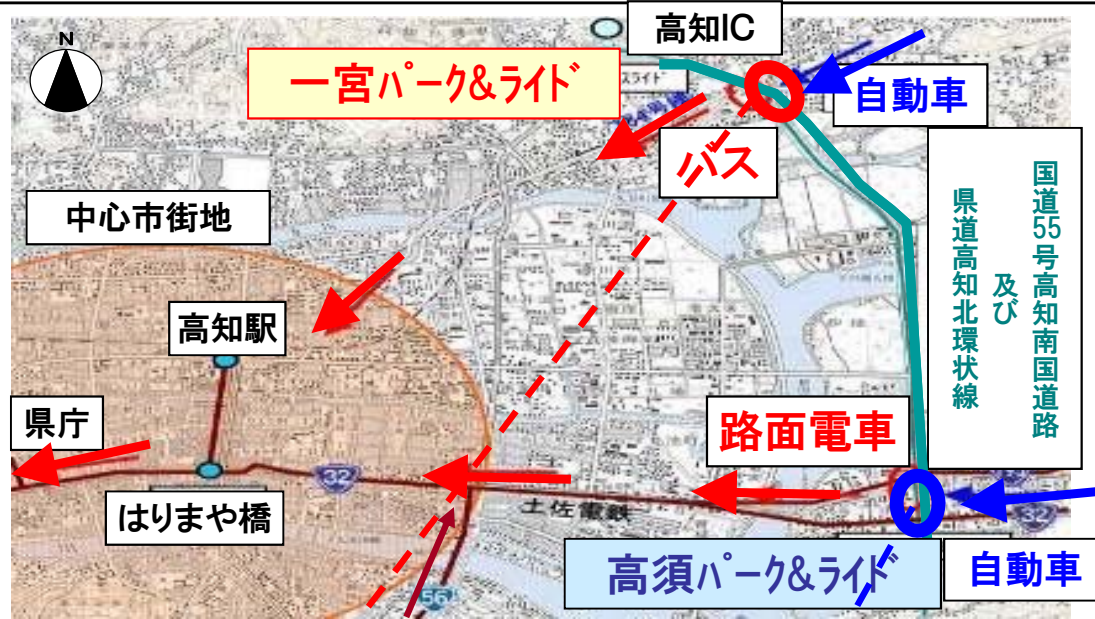 N
高知IC
一宮パーク&ライド
自動車
バス
中心市街地
国道55号高知南国道路
及び
県道高知北環状線
高知駅
県庁
路面電車
32
はりまや橋
土佐電鉄
32
高須パーク&ライド
自動車
56